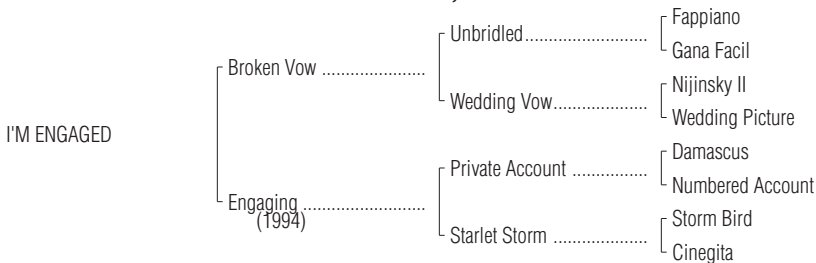 Fappiano
Unbridled..........................
Gana Facil
Broken Vow ......................
Nijinsky II
Wedding Vow....................
Wedding Picture
I'M ENGAGED
Damascus
Private Account ................
Numbered Account
Engaging ..........................
(1994)
Storm Bird
Starlet Storm ....................
Cinegita